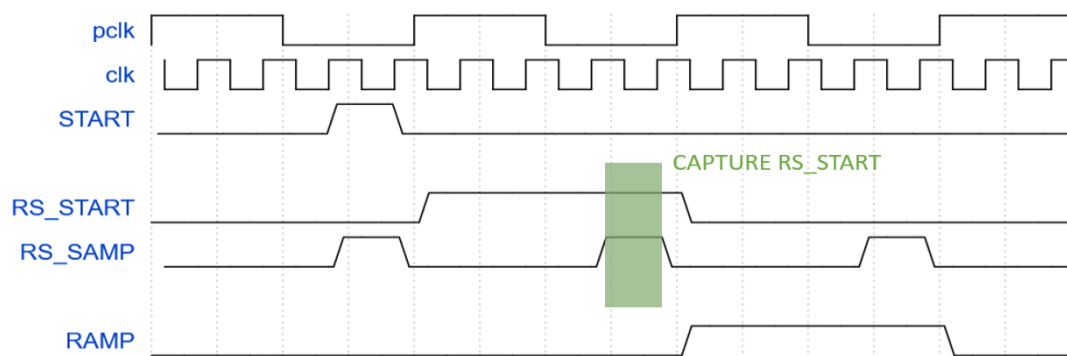 pclk
clk
START
CAPTURE RS_START
RS_START
RS_SAMP
RAMP